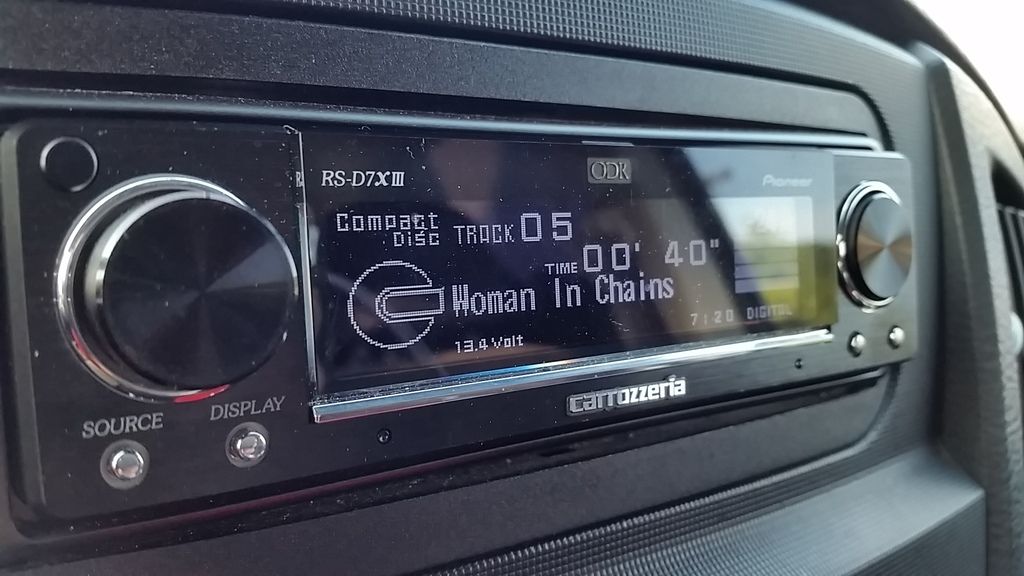 RS-D7XIII
ODR
Pioneer
Compact
DISC
TRACK 05
TIME 00' 40"
Woman In Chains
13.4 Volt
7:20 DIGITAL
carrozzeria
SOURCE
DISPLAY